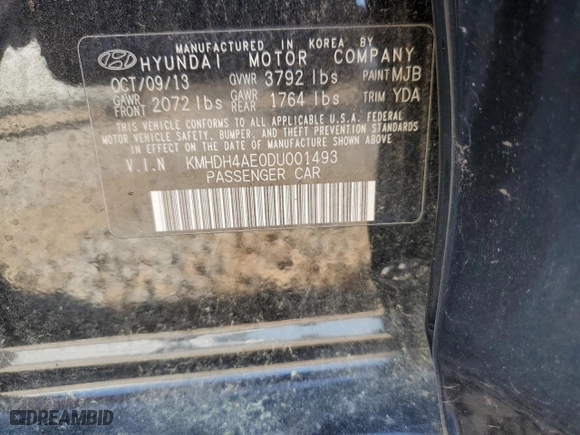 MANUFACTURED IN KOREA BY
HYUNDAI MOTOR COMPANY
OCT/09/13 GVWR 3792 lbs PAINT MJB
GAWR FRONT 2072 lbs GAWR REAR 1764 lbs TRIM YDA
THIS VEHICLE CONFORMS TO ALL APPLICABLE U.S.A. FEDERAL
MOTOR VEHICLE SAFETY, BUMPER, AND THEFT PREVENTION STANDARDS
IN EFFECT ON THE DATE OF MANUFACTURE SHOWN ABOVE.
V.I.N KMHDH4AE0DU001493
PASSENGER CAR
DREAMBID